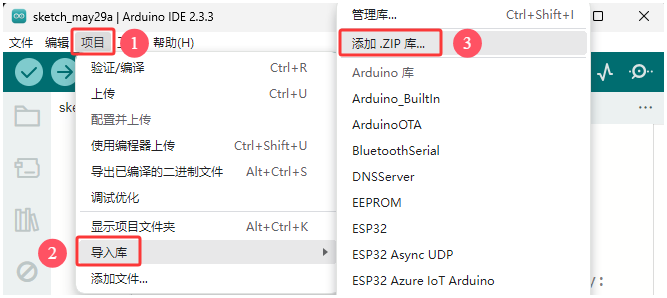 sketch_may29a | Arduino IDE 2.3.3
文件 编辑 项目 帮助(H)
1
验证/编译 Ctrl+R
上传 Ctrl+U
配置并上传
使用编程器上传 Ctrl+Shift+U
导出已编译的二进制文件 Alt+Ctrl+S
调试优化
显示项目文件夹 Alt+Ctrl+K
2
导入库
添加文件...
管理库... Ctrl+Shift+I
添加 .ZIP 库...
3
Arduino 库
Arduino_BuiltIn
ArduinoOTA
BluetoothSerial
DNSServer
EEPROM
ESP32
ESP32 Async UDP
ESP32 Azure IoT Arduino